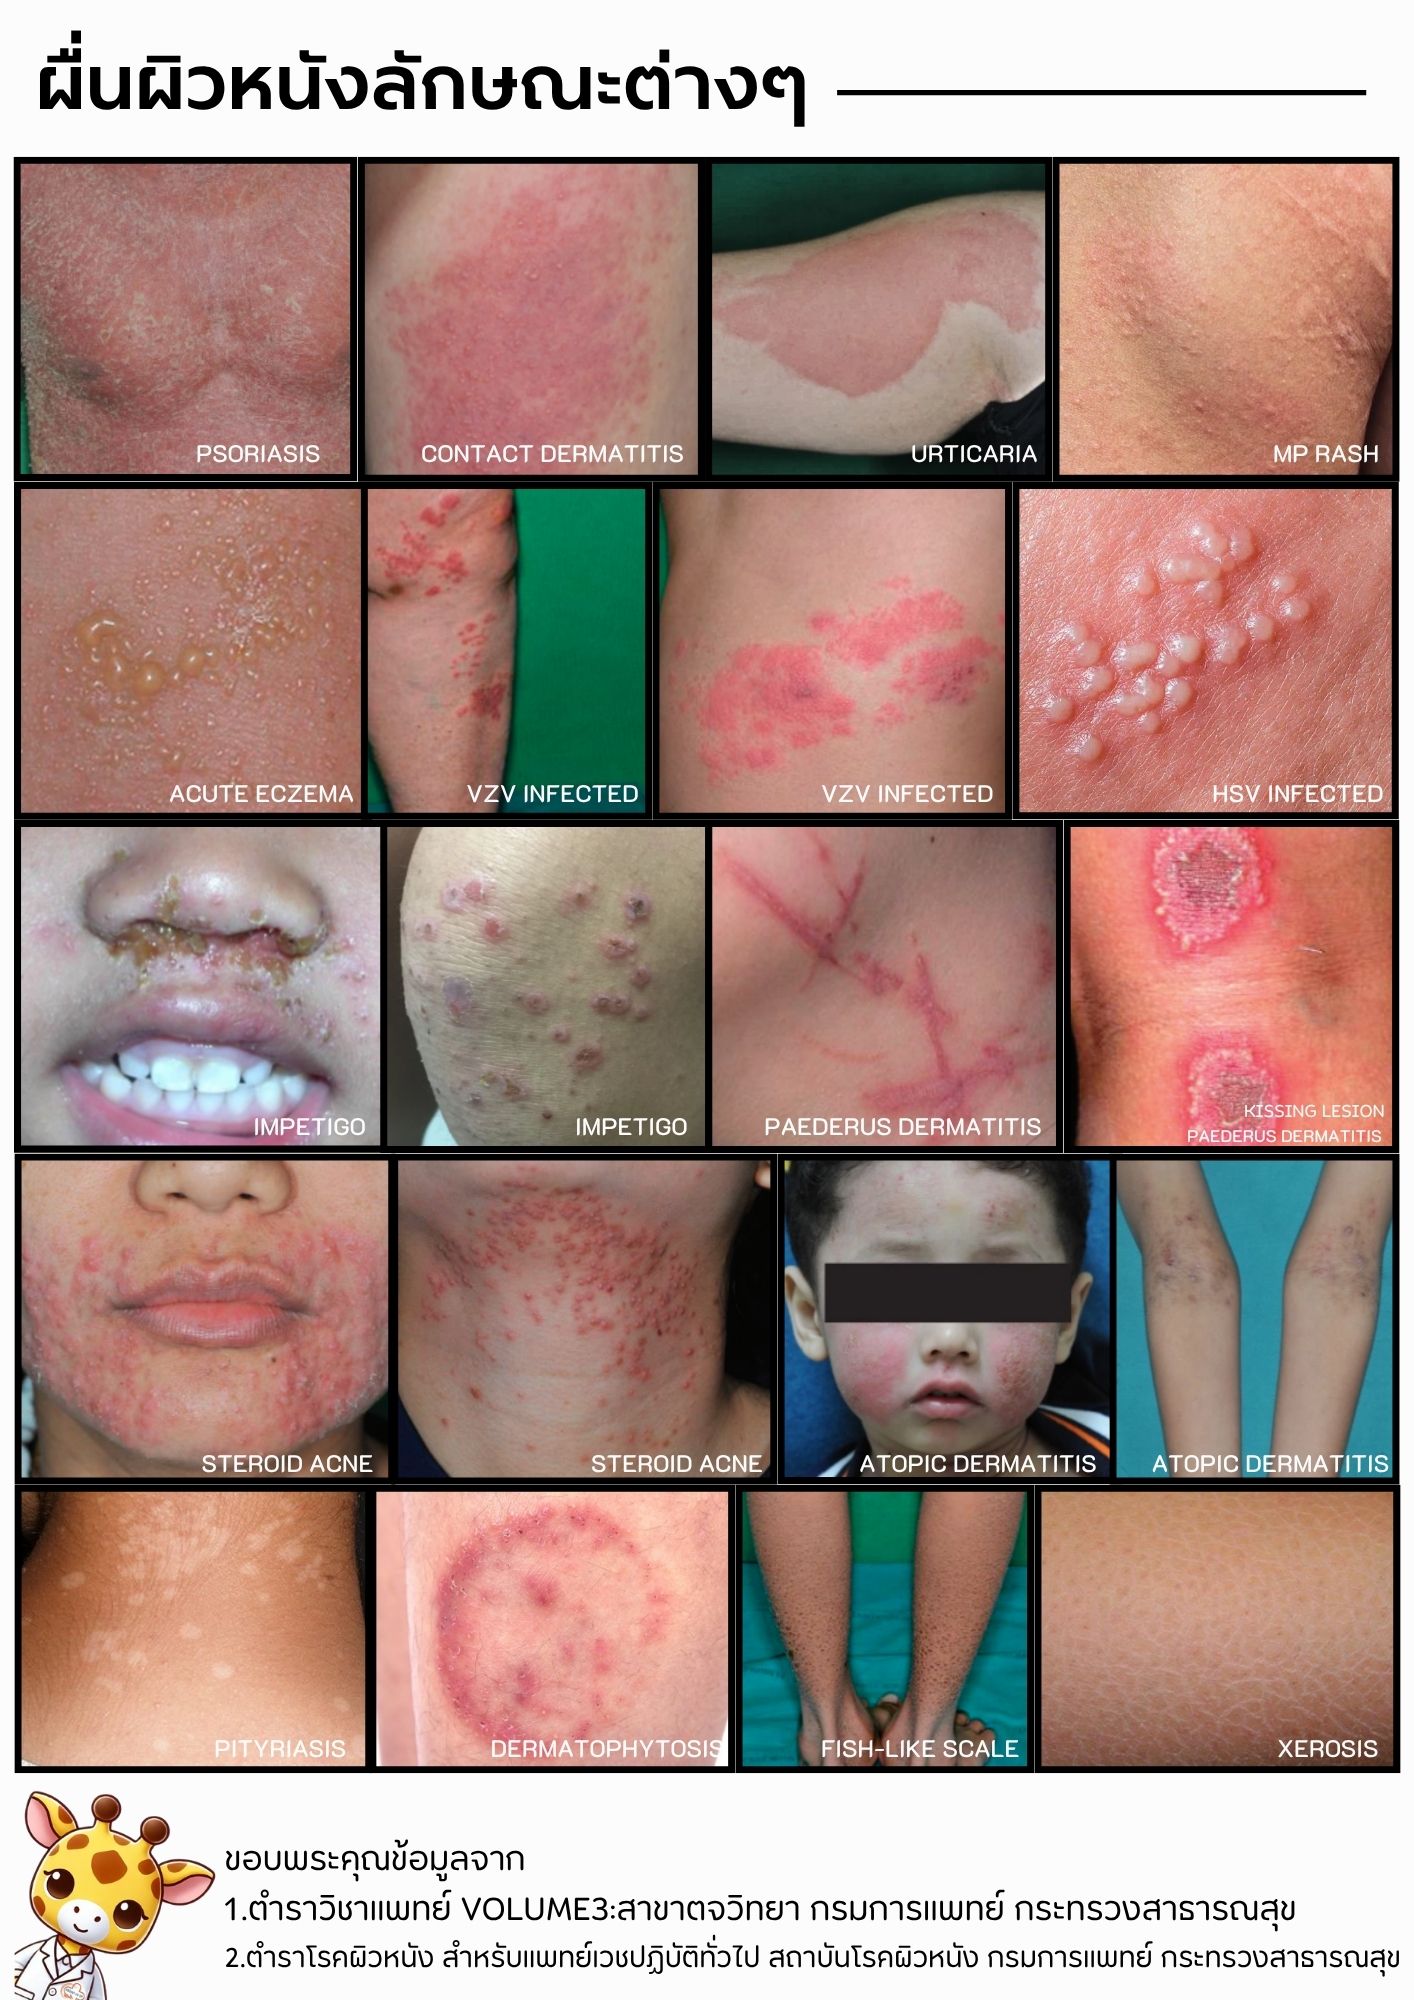 ผื่นผิวหนังลักษณะต่างๆ
PSORIASIS
CONTACT DERMATITIS
URTICARIA
MP RASH
ACUTE ECZEMA
VZV INFECTED
VZV INFECTED
HSV INFECTED
IMPETIGO
IMPETIGO
PAEDERUS DERMATITIS
KISSING LESION
PAEDERUS DERMATITIS
STEROID ACNE
STEROID ACNE
ATOPIC DERMATITIS
ATOPIC DERMATITIS
PITYRIASIS
DERMATOPHYTOSIS
FISH-LIKE SCALE
XEROSIS
ขอบพระคุณข้อมูลจาก
1.ตำราวิชาแพทย์ VOLUME3:สาขาตจวิทยา กรมการแพทย์ กระทรวงสาธารณสุข
2.ตำราโรคผิวหนัง สำหรับแพทย์เวชปฏิบัติทั่วไป สถาบันโรคผิวหนัง กรมการแพทย์ กระทรวงสาธารณสุข